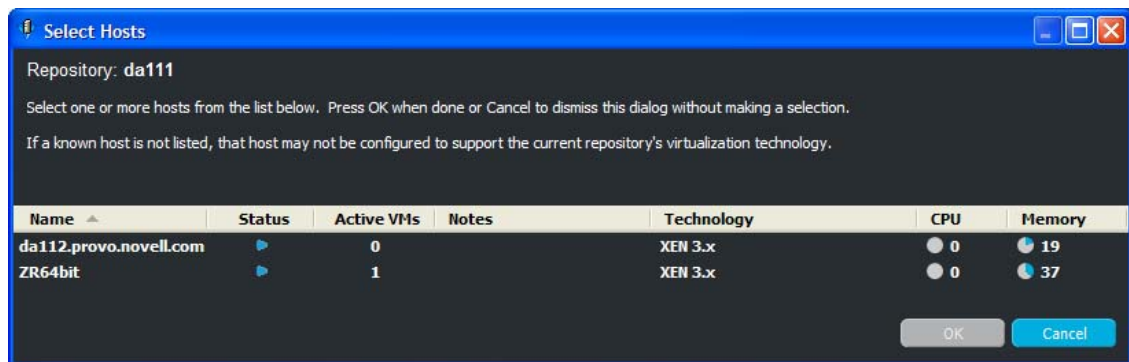 Select Hosts
Repository: da111
Select one or more hosts from the list below. Press OK when done or Cancel to dismiss this dialog without making a selection.
If a known host is not listed, that host may not be configured to support the current repository's virtualization technology.
Name Status Active VMs Notes Technology CPU Memory
da112.provo.novell.com 0 XEN 3.x 0 19
ZR64bit 1 XEN 3.x 0 37
OK Cancel